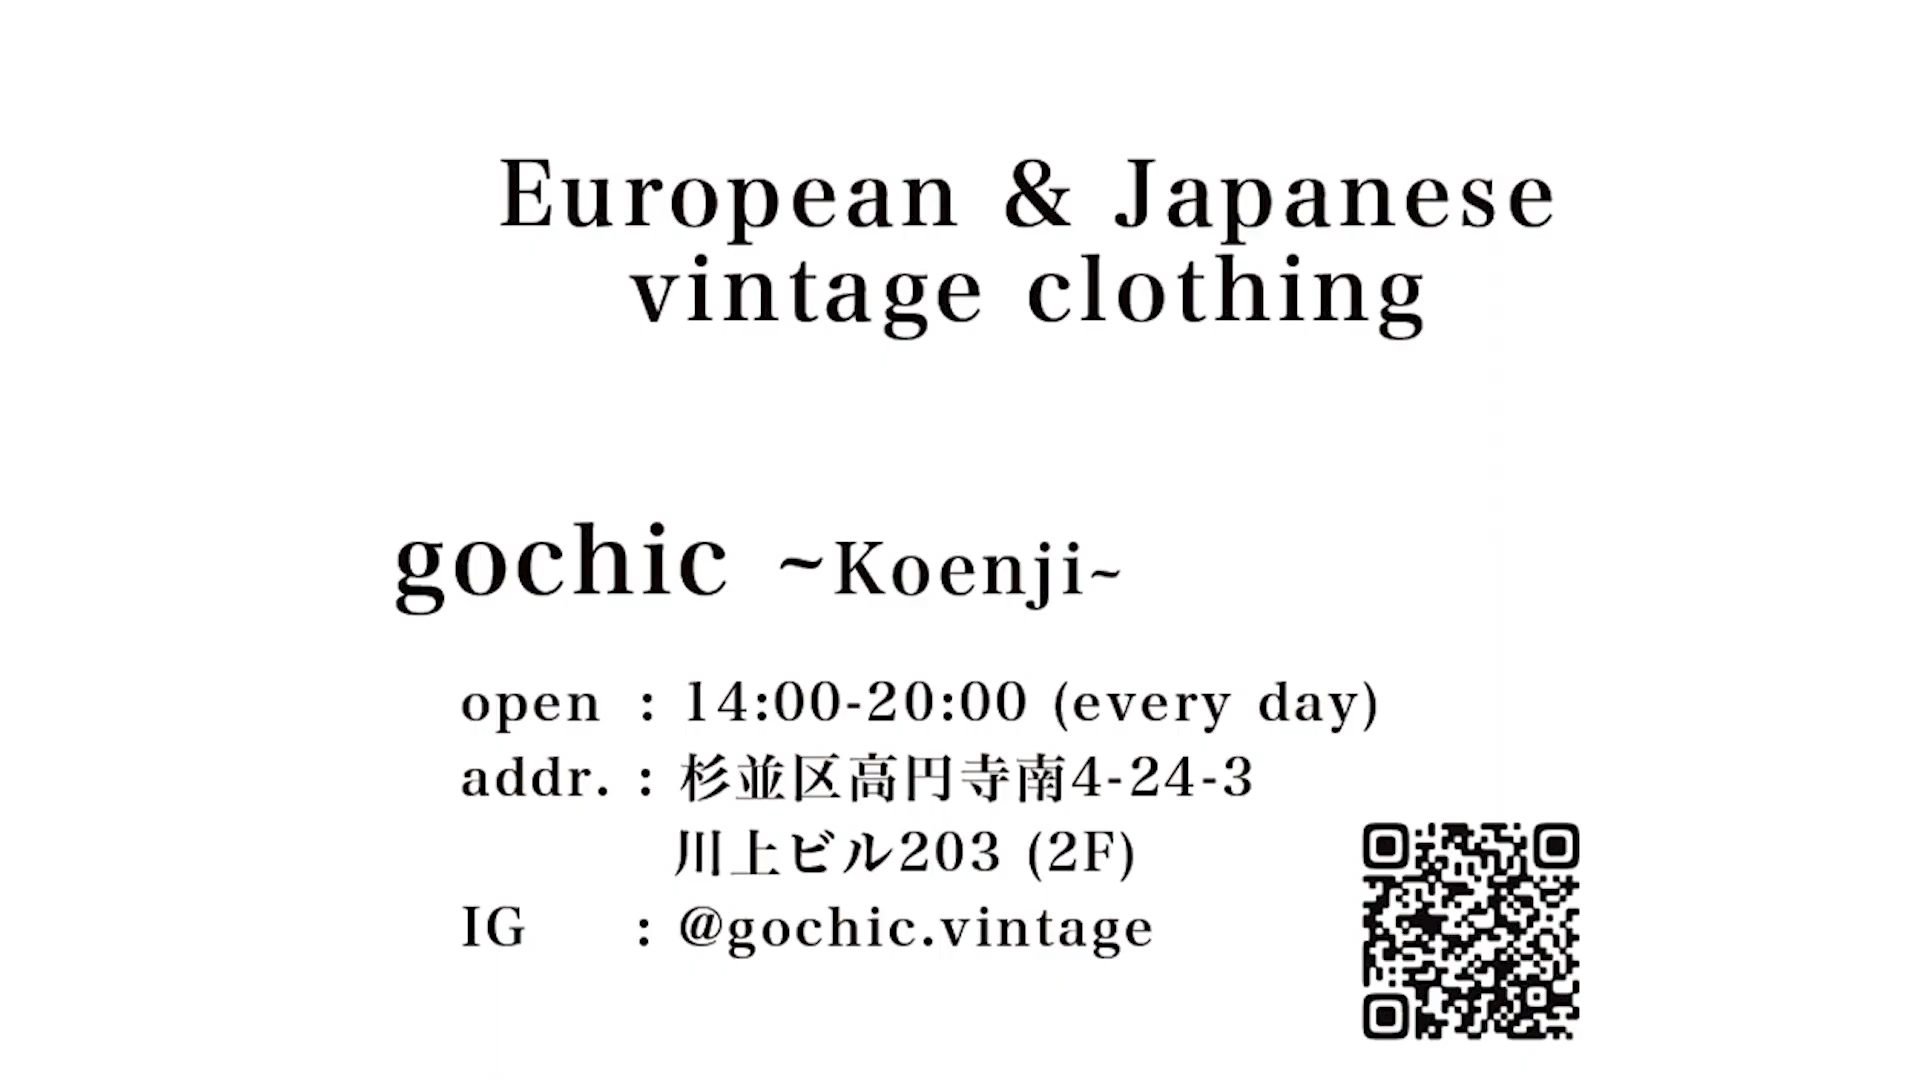 European & Japanese
vintage clothing
gochic ~Koenji~
open : 14:00-20:00 (every day)
addr. : 杉並区高円寺南4-24-3
川上ビル203 (2F)
IG : @gochic.vintage